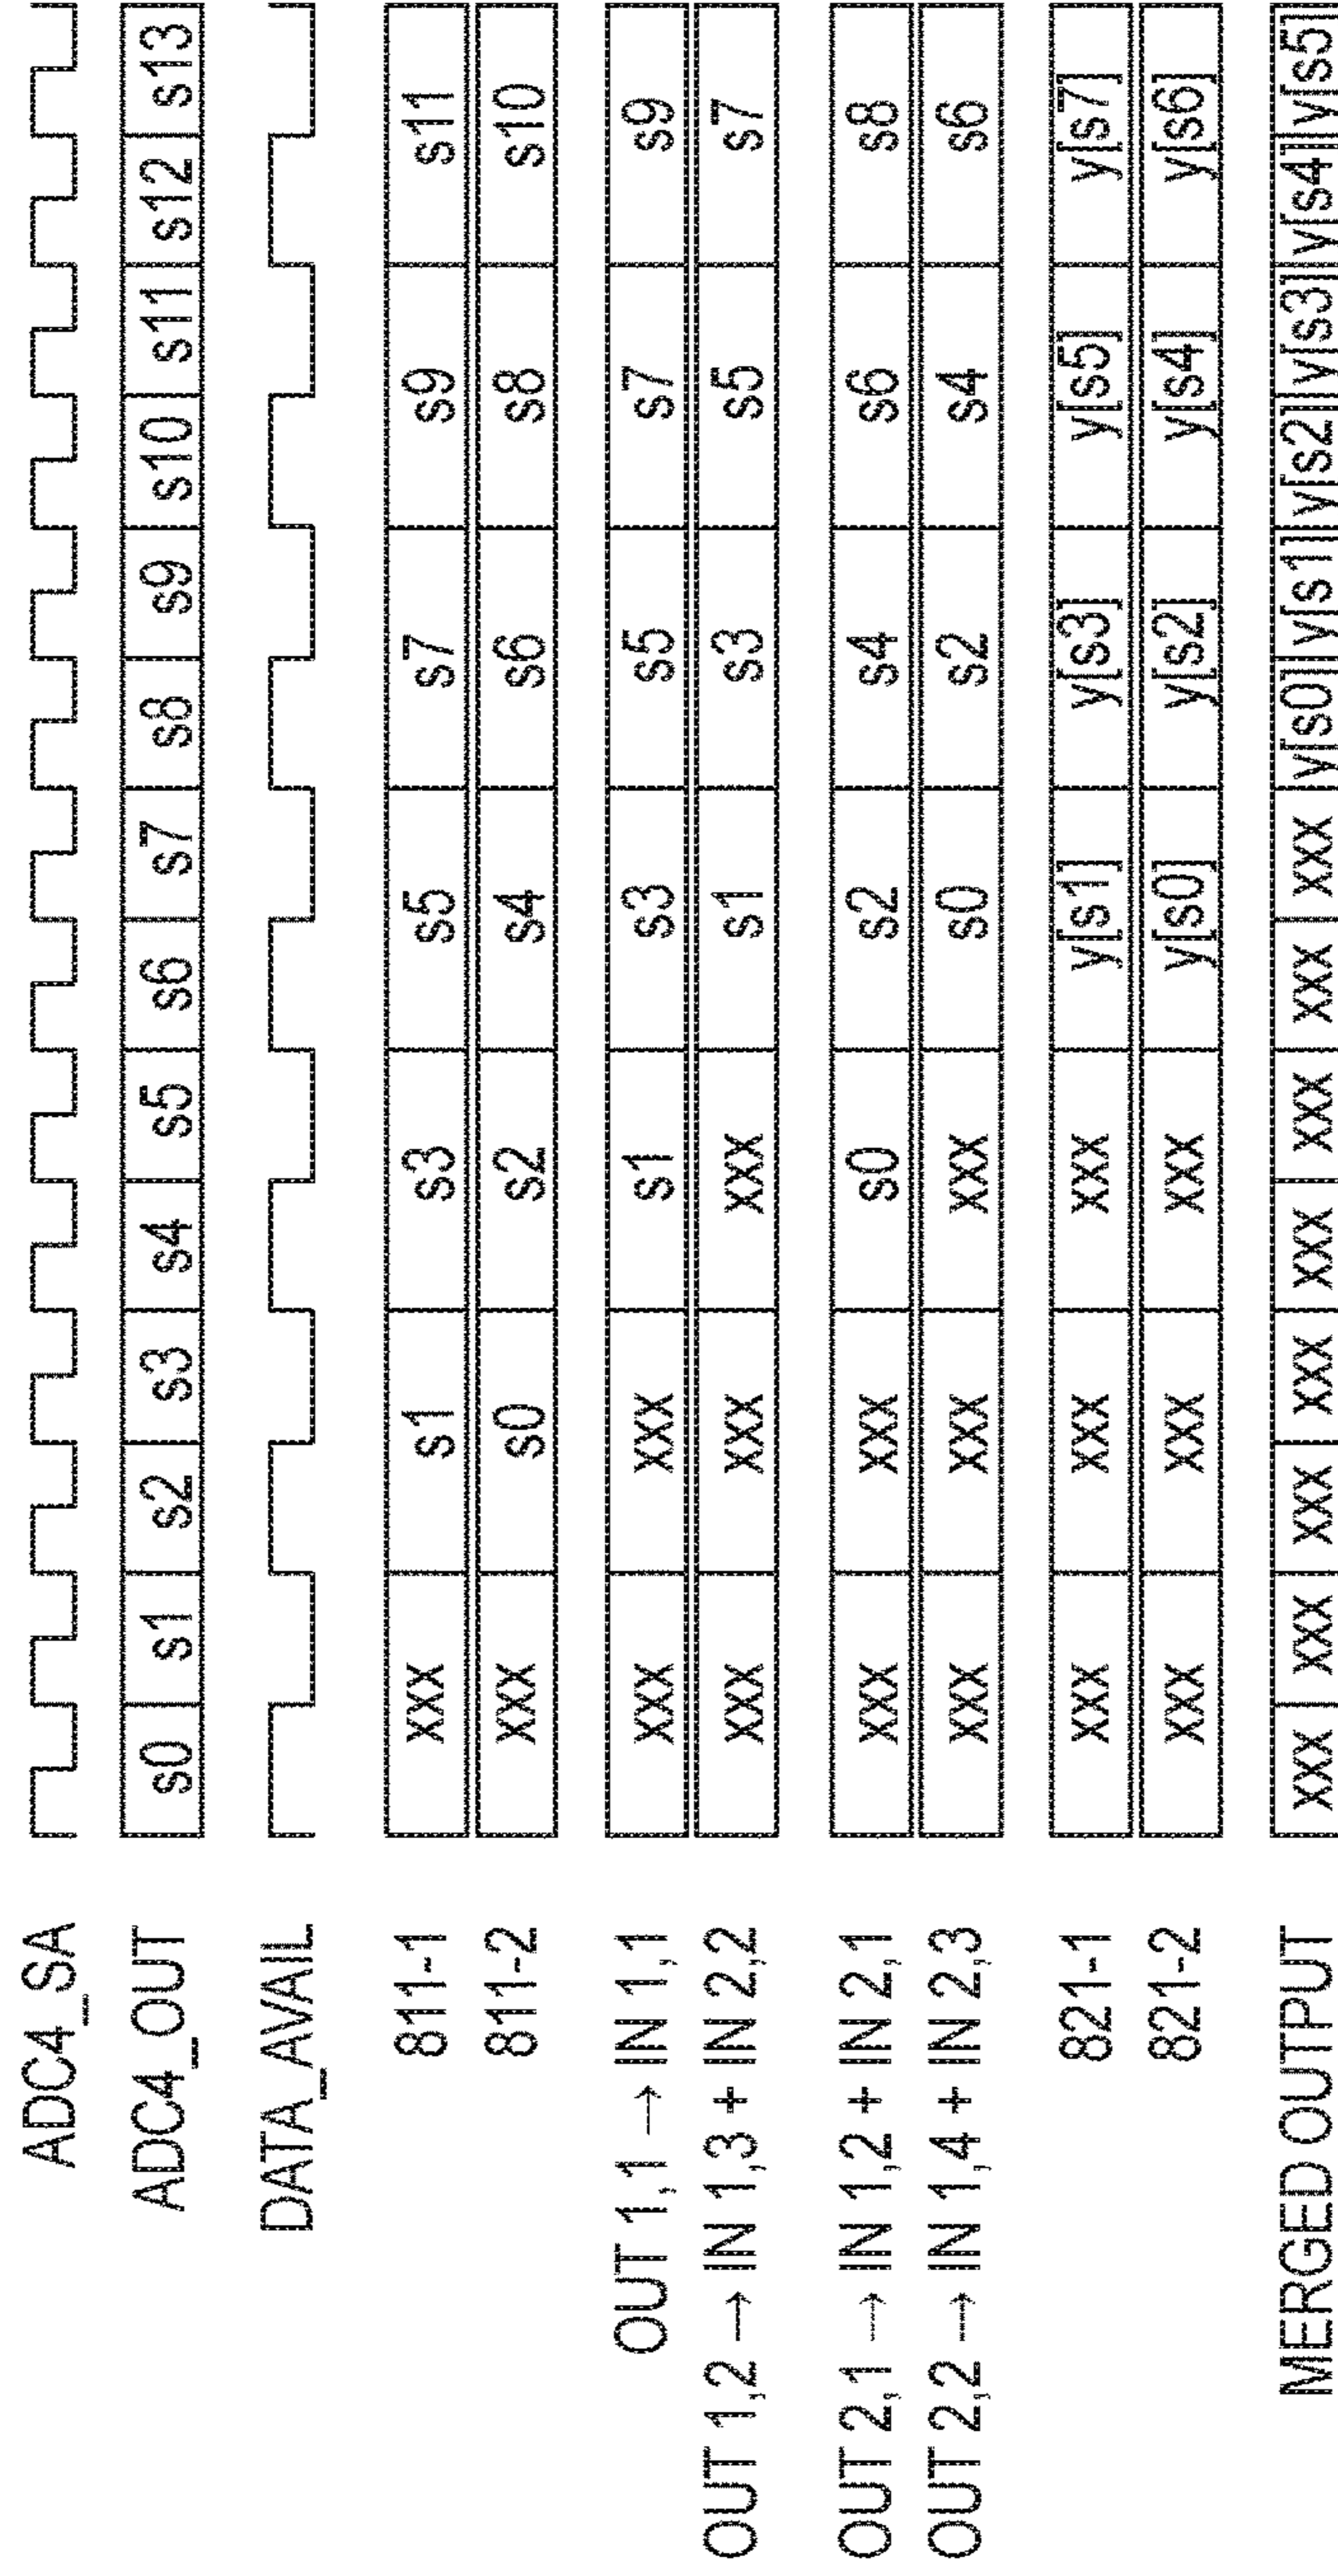 ADC4_SA
ADC4_OUT s0 s1 s2 s3 s4 s5 s6 s7 s8 s9 s10 s11 s12 s13
DATA_AVAIL
811-1 xxx s1 s3 s5 s7 s9 s11
811-2 xxx s0 s2 s4 s6 s8 s10
OUT 1,1 → IN 1,1 xxx xxx s1 s3 s5 s7 s9
OUT 1,2 → IN 1,3 + IN 2,2 xxx xxx xxx s1 s3 s5 s7
OUT 2,1 → IN 1,2 + IN 2,1 xxx xxx s0 s2 s4 s6 s8
OUT 2,2 → IN 1,4 + IN 2,3 xxx xxx xxx s0 s2 s4 s6
821-1 xxx xxx xxx y[s1] y[s3] y[s5] y[s7]
821-2 xxx xxx xxx y[s0] y[s2] y[s4] y[s6]
MERGED OUTPUT xxx xxx xxx xxx xxx xxx xxx xxx y[s0] y[s1] y[s2] y[s3] y[s4] y[s5]